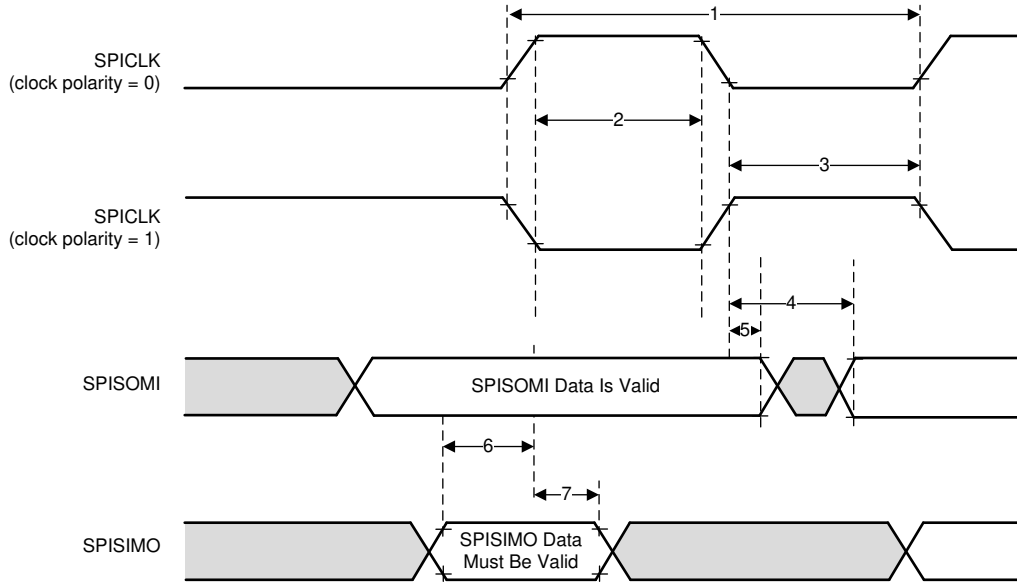 1
SPICLK
(clock polarity = 0)
2
3
SPICLK
(clock polarity = 1)
4
5
SPISOMI
SPISOMI Data Is Valid
6
7
SPISIMO
SPISIMO Data
Must Be Valid